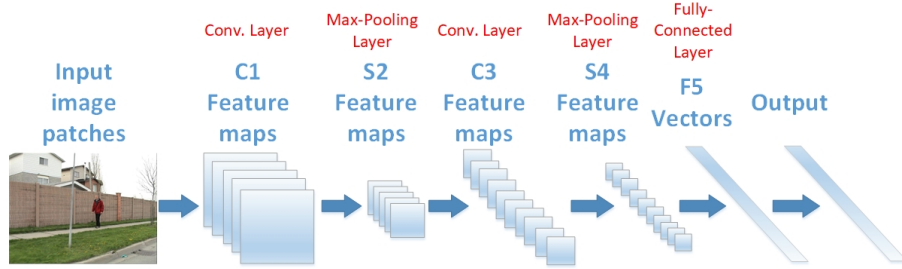 Conv. Layer
Max-Pooling
Layer
Conv. Layer
Max-Pooling
Layer
Fully-
Connected
Layer
Input
image
patches
C1
Feature
maps
S2
Feature
maps
C3
Feature
maps
S4
Feature
maps
F5
Vectors
Output